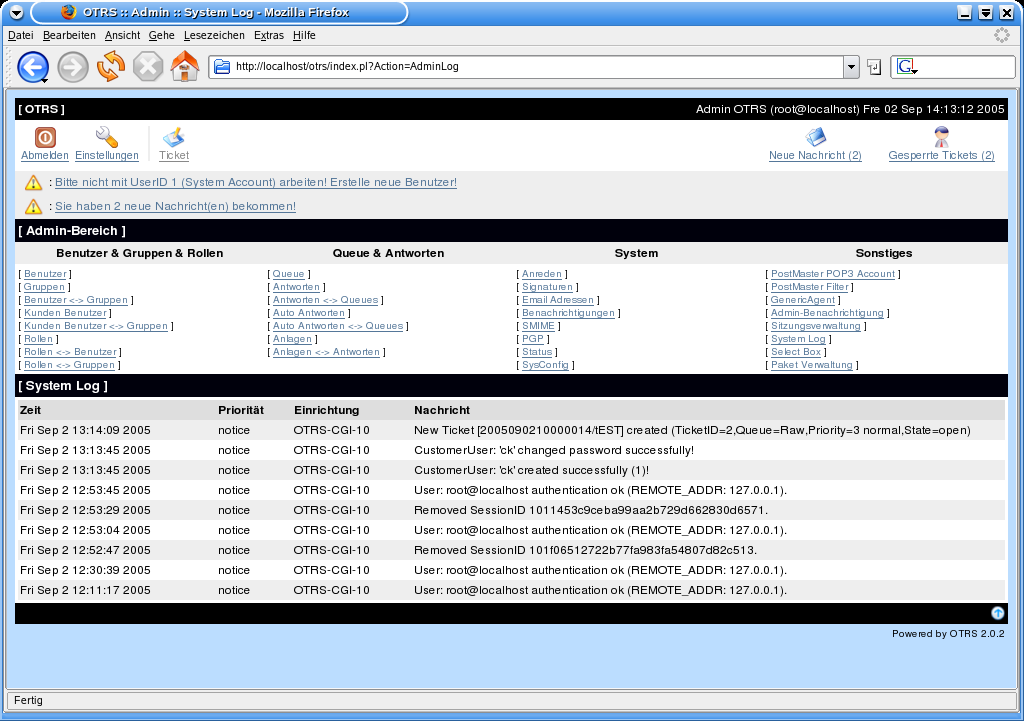 OTRS :: Admin :: System Log - Mozilla Firefox
Datei Bearbeiten Ansicht Gehe Lesezeichen Extras Hilfe
http://localhost/otrs/index.pl?Action=AdminLog
[ OTRS ] Admin OTRS (root@localhost) Fre 02 Sep 14:13:12 2005
Abmelden Einstellungen Ticket Neue Nachricht (2) Gesperrte Tickets (2)
: Bitte nicht mit UserID 1 (System Account) arbeiten! Erstelle neue Benutzer!
: Sie haben 2 neue Nachricht(en) bekommen!
[ Admin-Bereich ]
Benutzer & Gruppen & Rollen Queue & Antworten System Sonstiges
[ Benutzer ] [ Queue ] [ Anreden ] [ PostMaster POP3 Account ]
[ Gruppen ] [ Antworten ] [ Signaturen ] [ PostMaster Filter ]
[ Benutzer <-> Gruppen ] [ Antworten <-> Queues ] [ Email Adressen ] [ GenericAgent ]
[ Kunden Benutzer ] [ Auto Antworten ] [ Benachrichtigungen ] [ Admin-Benachrichtigung ]
[ Kunden Benutzer <-> Gruppen ] [ Auto Antworten <-> Queues ] [ SMIME ] [ Sitzungsverwaltung ]
[ Rollen ] [ Anlagen ] [ PGP ] [ System Log ]
[ Rollen <-> Benutzer ] [ Anlagen <-> Antworten ] [ Status ] [ Select Box ]
[ Rollen <-> Gruppen ] [ SysConfig ] [ Paket Verwaltung ]
[ System Log ]
Zeit Priorität Einrichtung Nachricht
Fri Sep 2 13:14:09 2005 notice OTRS-CGI-10 New Ticket [2005090210000014/tEST] created (TicketID=2,Queue=Raw,Priority=3 normal,State=open)
Fri Sep 2 13:13:45 2005 notice OTRS-CGI-10 CustomerUser: 'ck' changed password successfully!
Fri Sep 2 13:13:45 2005 notice OTRS-CGI-10 CustomerUser: 'ck' created successfully (1)!
Fri Sep 2 12:53:45 2005 notice OTRS-CGI-10 User: root@localhost authentication ok (REMOTE_ADDR: 127.0.0.1).
Fri Sep 2 12:53:29 2005 notice OTRS-CGI-10 Removed SessionID 1011453c9ceba99aa2b729d662830d6571.
Fri Sep 2 12:53:04 2005 notice OTRS-CGI-10 User: root@localhost authentication ok (REMOTE_ADDR: 127.0.0.1).
Fri Sep 2 12:52:47 2005 notice OTRS-CGI-10 Removed SessionID 101f06512722b77fa983fa54807d82c513.
Fri Sep 2 12:30:39 2005 notice OTRS-CGI-10 User: root@localhost authentication ok (REMOTE_ADDR: 127.0.0.1).
Fri Sep 2 12:11:17 2005 notice OTRS-CGI-10 User: root@localhost authentication ok (REMOTE_ADDR: 127.0.0.1).
Powered by OTRS 2.0.2
Fertig